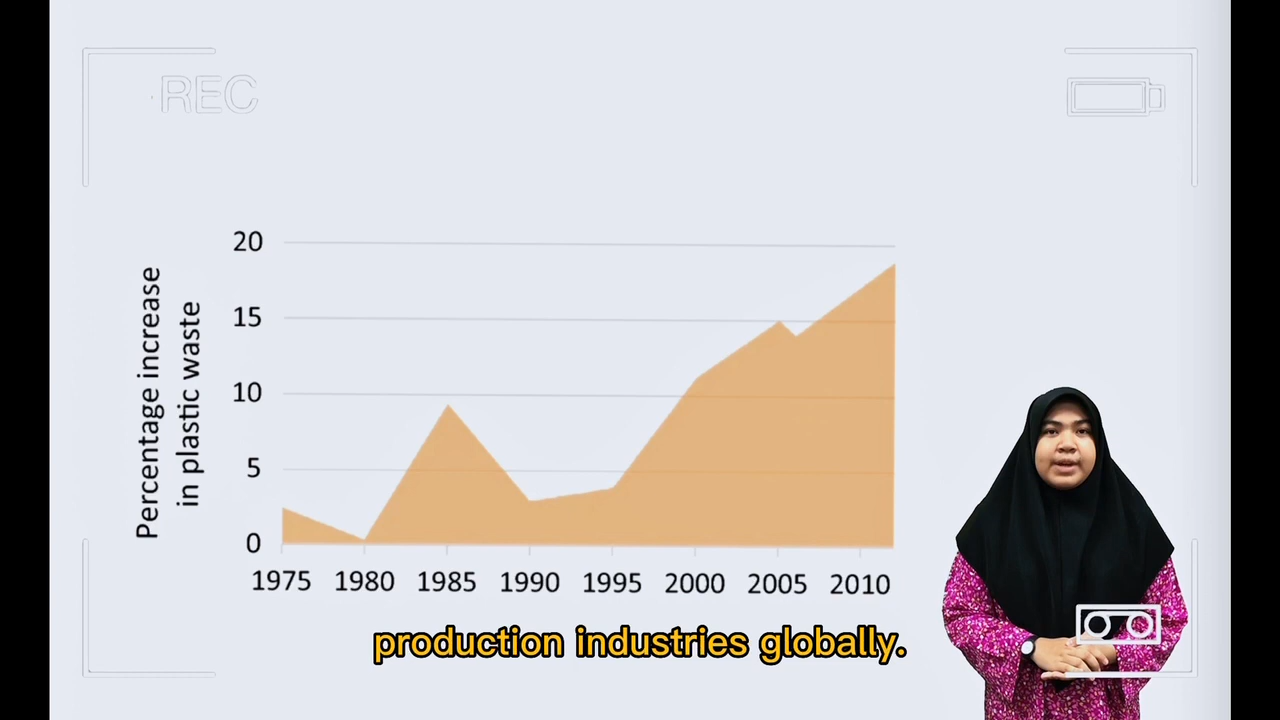 REC
20
15
10
5
0
Percentage increase
in plastic waste
1975 1980 1985 1990 1995 2000 2005 2010
production industries globally.